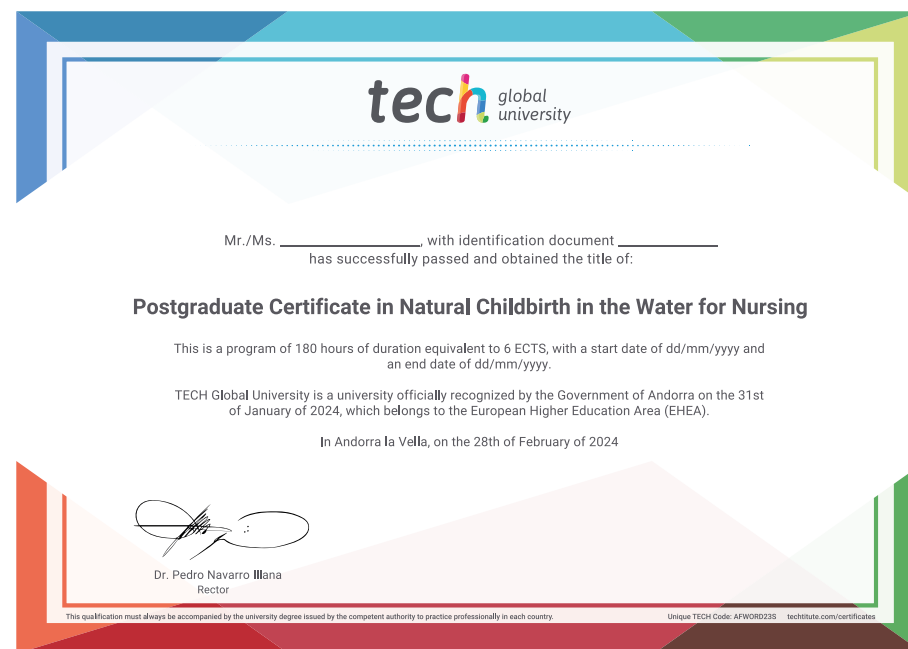 tech global university
Mr./Ms. ____________________, with identification document ______________
has successfully passed and obtained the title of:
Postgraduate Certificate in Natural Childbirth in the Water for Nursing
This is a program of 180 hours of duration equivalent to 6 ECTS, with a start date of dd/mm/yyyy and
an end date of dd/mm/yyyy.
TECH Global University is a university officially recognized by the Government of Andorra on the 31st
of January of 2024, which belongs to the European Higher Education Area (EHEA).
In Andorra la Vella, on the 28th of February of 2024
Dr. Pedro Navarro Illana
Rector
This qualification must always be accompanied by the university degree issued by the competent authority to practice professionally in each country.
Unique TECH Code: AFWORD23S techtitute.com/certificates